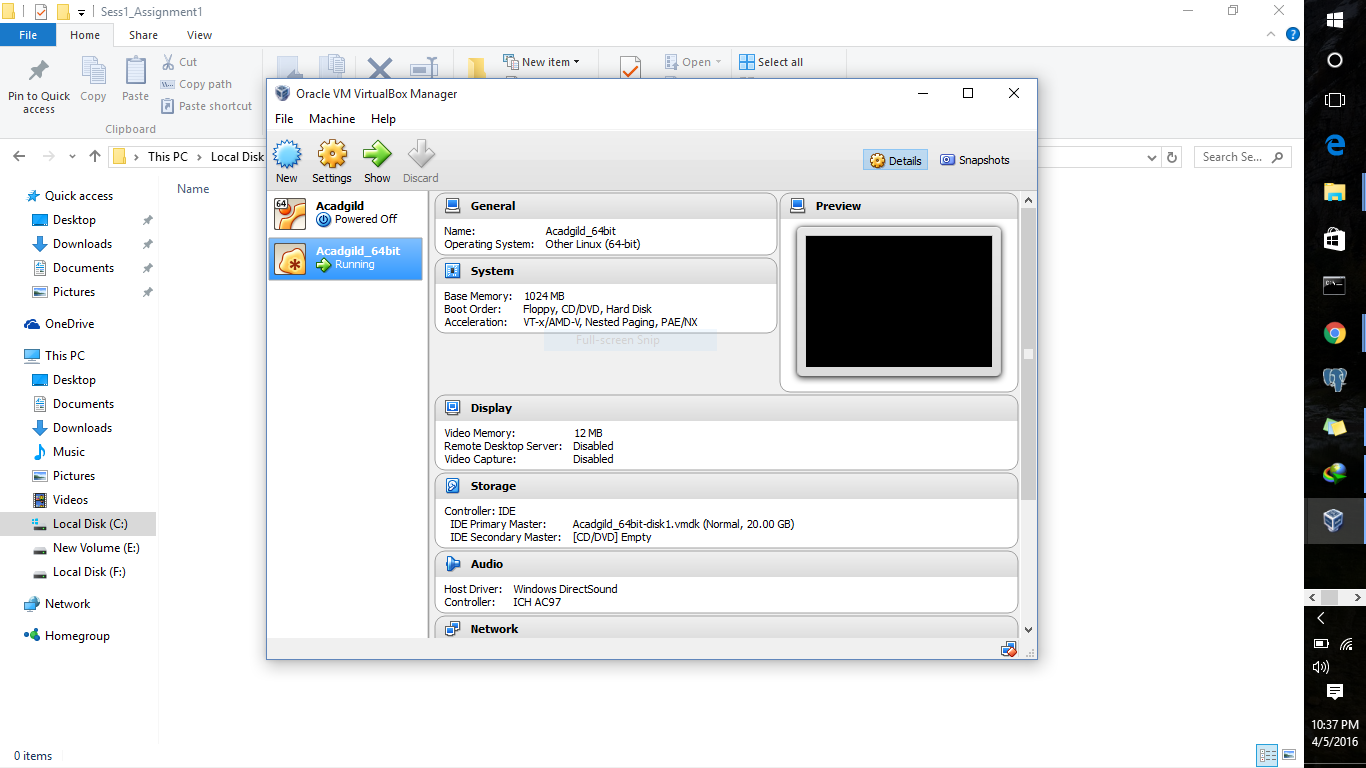 Sess1_Assignment1
File Home Share View
Pin to Quick access
Copy
Paste
Cut
Copy path
Paste shortcut
Clipboard
New item
Open
Select all
This PC
Local Disk
Search Se...
Name
Quick access
Desktop
Downloads
Documents
Pictures
OneDrive
This PC
Desktop
Documents
Downloads
Music
Pictures
Videos
Local Disk (C:)
New Volume (E:)
Local Disk (F:)
Network
Homegroup
0 items
Oracle VM VirtualBox Manager
File Machine Help
New Settings Show Discard
Details Snapshots
64
Acadgild
Powered Off
Acadgild_64bit
Running
General
Name: Acadgild_64bit
Operating System: Other Linux (64-bit)
System
Base Memory: 1024 MB
Boot Order: Floppy, CD/DVD, Hard Disk
Acceleration: VT-x/AMD-V, Nested Paging, PAE/NX
Full-screen Snip
Preview
Display
Video Memory: 12 MB
Remote Desktop Server: Disabled
Video Capture: Disabled
Storage
Controller: IDE
IDE Primary Master: Acadgild_64bit-disk1.vmdk (Normal, 20.00 GB)
IDE Secondary Master: [CD/DVD] Empty
Audio
Host Driver: Windows DirectSound
Controller: ICH AC97
Network
10:37 PM
4/5/2016